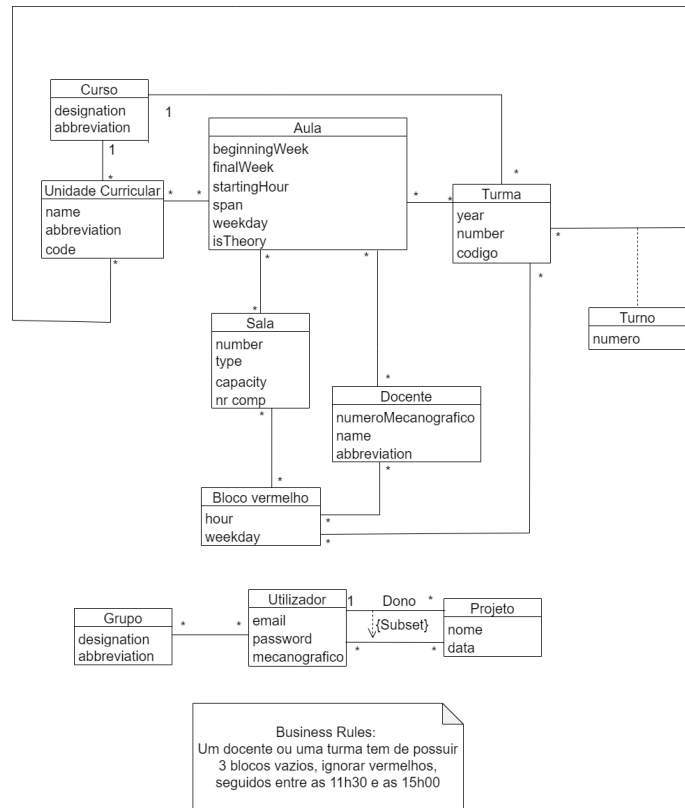 Curso
designation
abbreviation
1
1
*
*
Aula
beginningWeek
finalWeek
startingHour
span
weekday
isTheory
*
*
*
*
*
*
Unidade Curricular
name
abbreviation
code
*
Turma
year
number
codigo
*
*
Turno
numero
Sala
number
type
capacity
nr comp
*
*
*
Docente
numeroMecanografico
name
abbreviation
*
*
Bloco vermelho
hour
weekday
*
*
*
Grupo
designation
abbreviation
*
*
Utilizador
email
password
mecanografico
1
Dono
*
{Subset}
*
*
Projeto
nome
data
Business Rules:
Um docente ou uma turma tem de possuir
3 blocos vazios, ignorar vermelhos,
seguidos entre as 11h30 e as 15h00